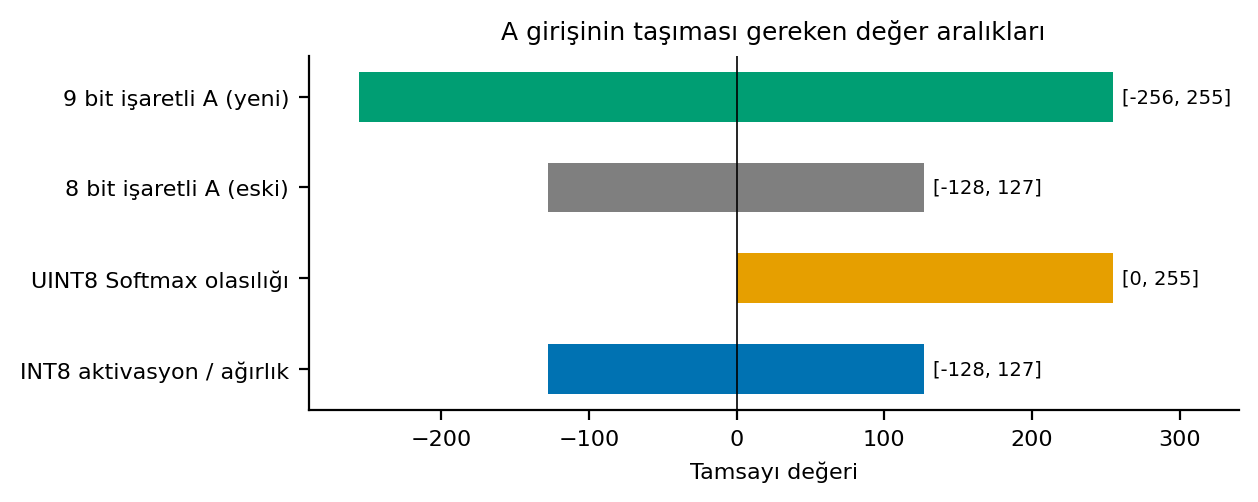 A girişinin taşıması gereken değer aralıkları
9 bit işaretli A (yeni) [-256, 255]
8 bit işaretli A (eski) [-128, 127]
UINT8 Softmax olasılığı [0, 255]
INT8 aktivasyon / ağırlık [-128, 127]
−200 −100 0 100 200 300
Tamsayı değeri